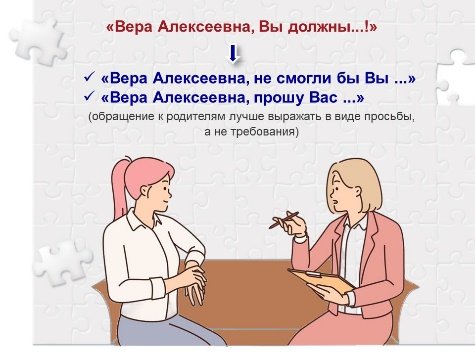 «Вера Алексеевна, Вы должны...!»
✓ «Вера Алексеевна, не смогли бы Вы ...»
✓ «Вера Алексеевна, прошу Вас ...»
(обращение к родителям лучше выражать в виде просьбы,
а не требования)